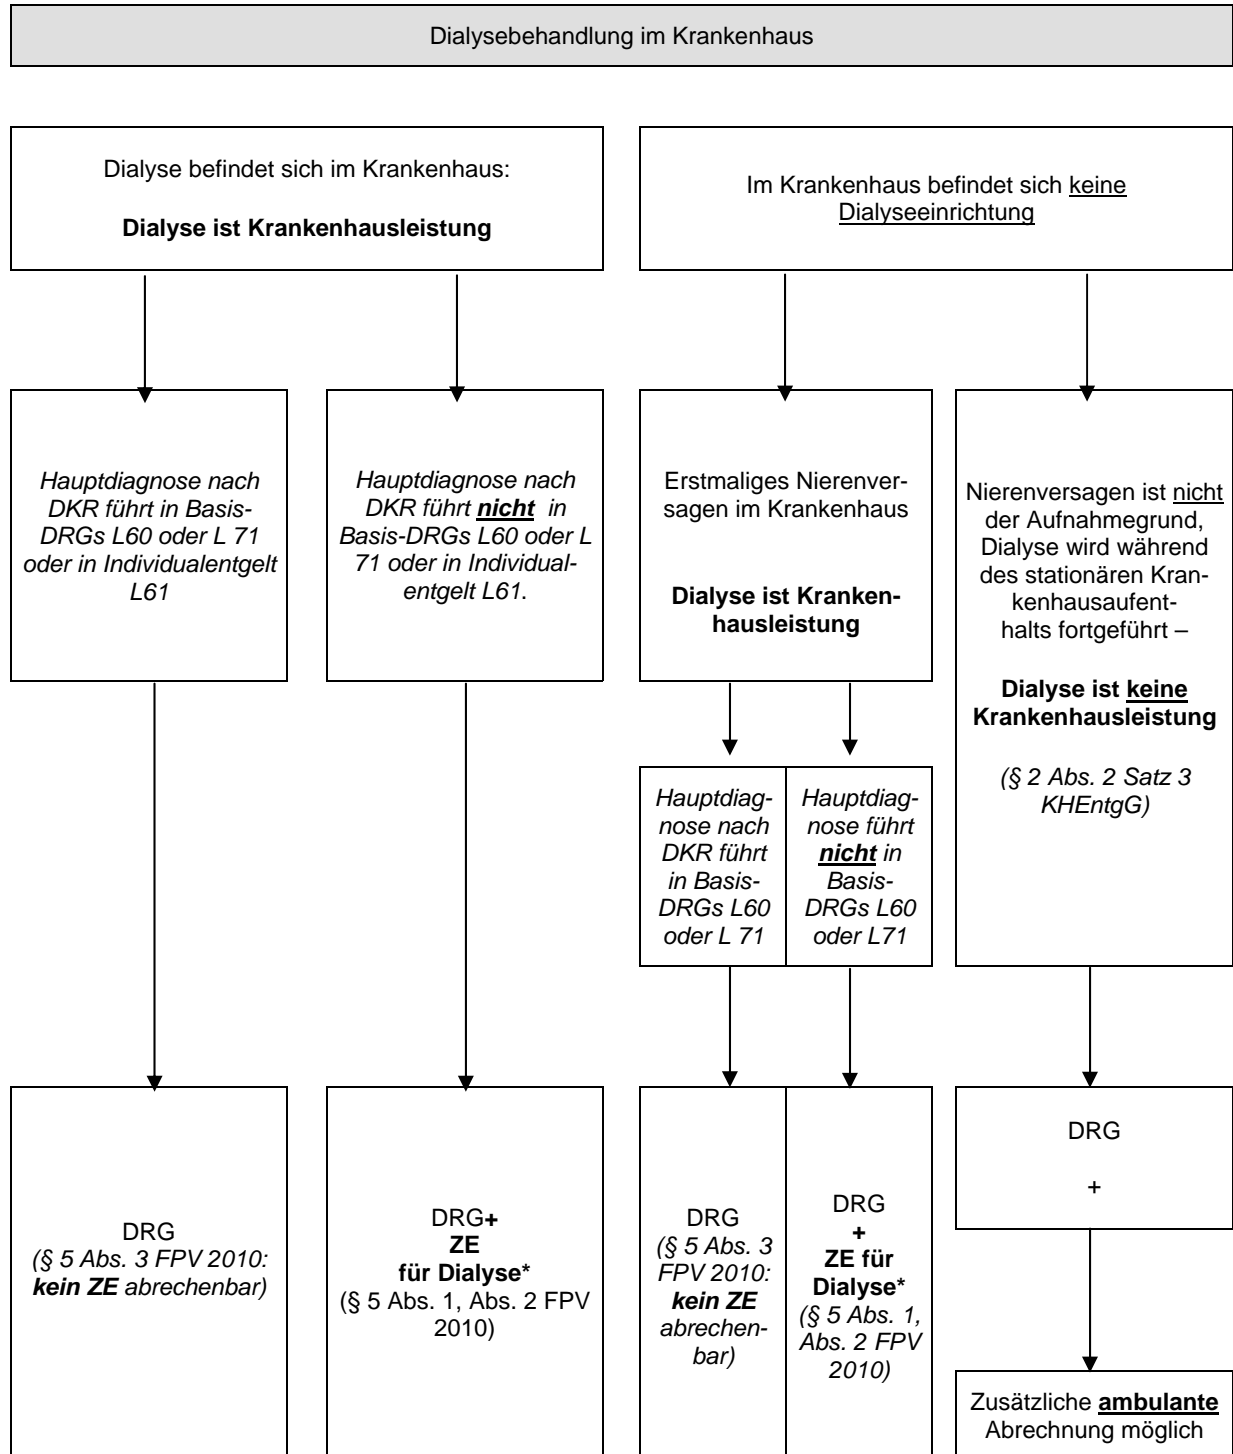 Dialysebehandlung im Krankenhaus
Dialyse befindet sich im Krankenhaus:
Dialyse ist Krankenhausleistung
Im Krankenhaus befindet sich keine
Dialyseeinrichtung
Hauptdiagnose nach
DKR führt in Basis-
DRGs L60 oder L 71
oder in Individualentgelt
L61
Hauptdiagnose nach
DKR führt nicht in
Basis-DRGs L60 oder L
71 oder in Individual-
entgelt L61.
Erstmaliges Nierenver-
sagen im Krankenhaus
Dialyse ist Kranken-
hausleistung
Nierenversagen ist nicht
der Aufnahmegrund,
Dialyse wird während
des stationären Kran-
kenhausaufent-
halts fortgeführt –
Dialyse ist keine
Krankenhausleistung
(§ 2 Abs. 2 Satz 3
KHEntgG)
Hauptdiag-
nose nach
DKR führt
in Basis-
DRGs L60
oder L 71
Hauptdiag-
nose führt
nicht in
Basis-
DRGs L60
oder L71
DRG
(§ 5 Abs. 3 FPV 2010:
kein ZE abrechenbar)
DRG+
ZE
für Dialyse*
(§ 5 Abs. 1, Abs. 2 FPV
2010)
DRG
(§ 5 Abs. 3
FPV 2010:
kein ZE
abrechen-
bar)
DRG
+
ZE für
Dialyse*
(§ 5 Abs. 1,
Abs. 2 FPV
2010)
DRG
+
Zusätzliche ambulante
Abrechnung möglich